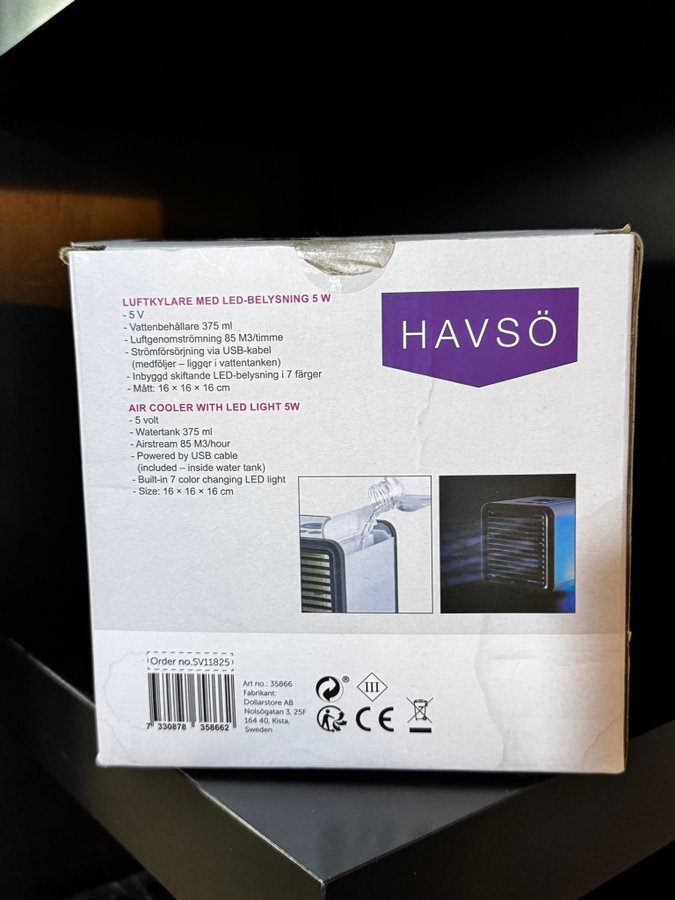 LUFTKYLARE MED LED-BELYSNING 5 W
- 5 V
- Vattenbehållare 375 ml
- Luftgenomströmning 85 M3/timme
- Strömförsörjning via USB-kabel
(medföljer – ligger i vattentanken)
- Inbyggd skiftande LED-belysning i 7 färger
- Mått: 16 × 16 × 16 cm
HAVSÖ
AIR COOLER WITH LED LIGHT 5W
- 5 volt
- Watertank 375 ml
- Airstream 85 M3/hour
- Powered by USB cable
(included – inside water tank)
- Built-in 7 color changing LED light
- Size: 16 × 16 × 16 cm
Order no.SV11825
7 330878 358662
Art no.: 35866
Fabrikant:
Dollarstore AB
Nolsögatan 3, 25F
164 40, Kista,
Sweden
®
III
CE